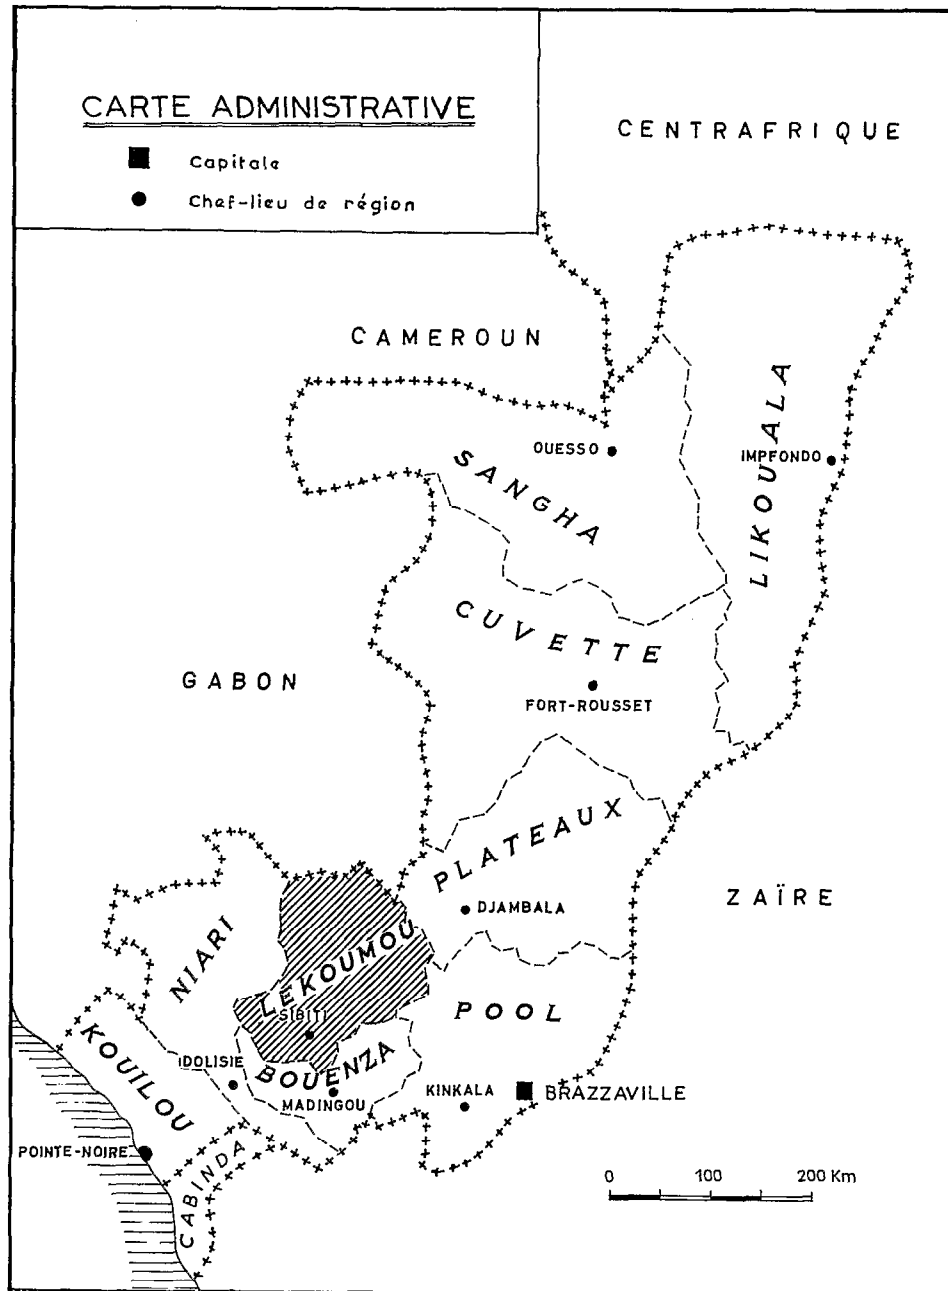 CARTE ADMINISTRATIVE
Capitale
Chef-lieu de région
CENTRAFRIQUE
CAMEROUN
OUESSO
IMPFONDO
SANGHA
LIKOUALA
CUVETTE
GABON
FORT-ROUSSET
PLATEAUX
ZAÏRE
DJAMBALA
NIARI
LEKOUMOU
SIBITI
POOL
KOUILOU
DOLISIE
BOUENZA
MADINGOU
KINKALA
BRAZZAVILLE
POINTE-NOIRE
CABINDA
0 100 200 Km